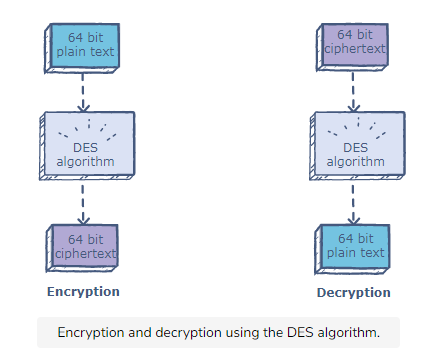 64 bit
plain text
DES
algorithm
64 bit
ciphertext
Encryption
64 bit
ciphertext
DES
algorithm
64 bit
plain text
Decryption
Encryption and decryption using the DES algorithm.